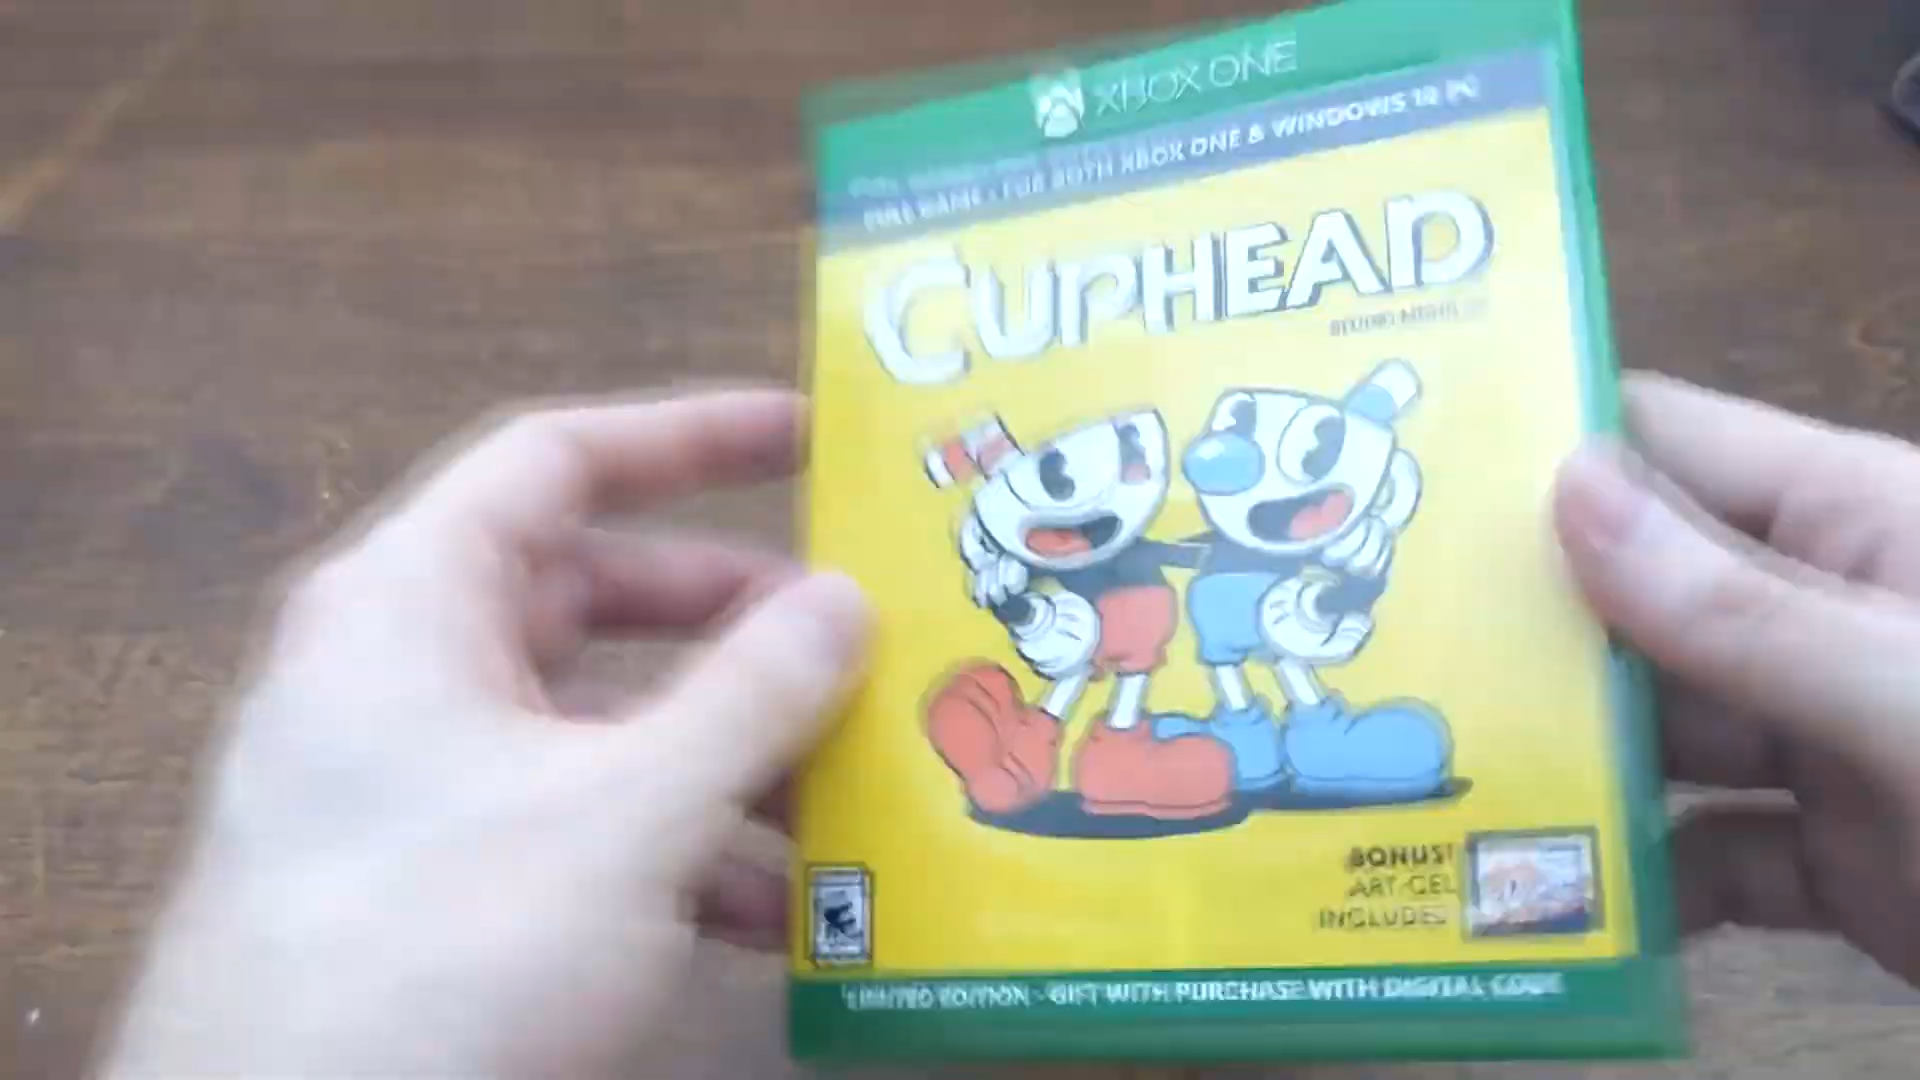 XBOX ONE
FULL GAME - FOR BOTH XBOX ONE & WINDOWS 10 PC
CUPHEAD
BONUS!
ART CEL
INCLUDED
E
LIMITED EDITION - GIFT WITH PURCHASE WITH DIGITAL CODE